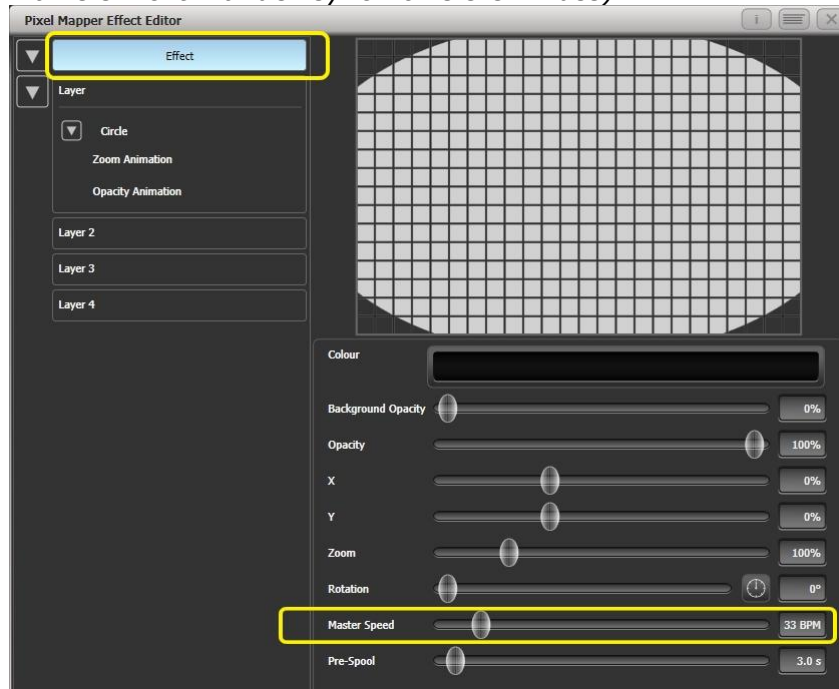 Pixel Mapper Effect Editor
Effect
Layer
Circle
Zoom Animation
Opacity Animation
Layer 2
Layer 3
Layer 4
Colour
Background Opacity 0%
Opacity 100%
X 0%
Y 0%
Zoom 100%
Rotation 0°
Master Speed 33 BPM
Pre-Spool 3.0 s